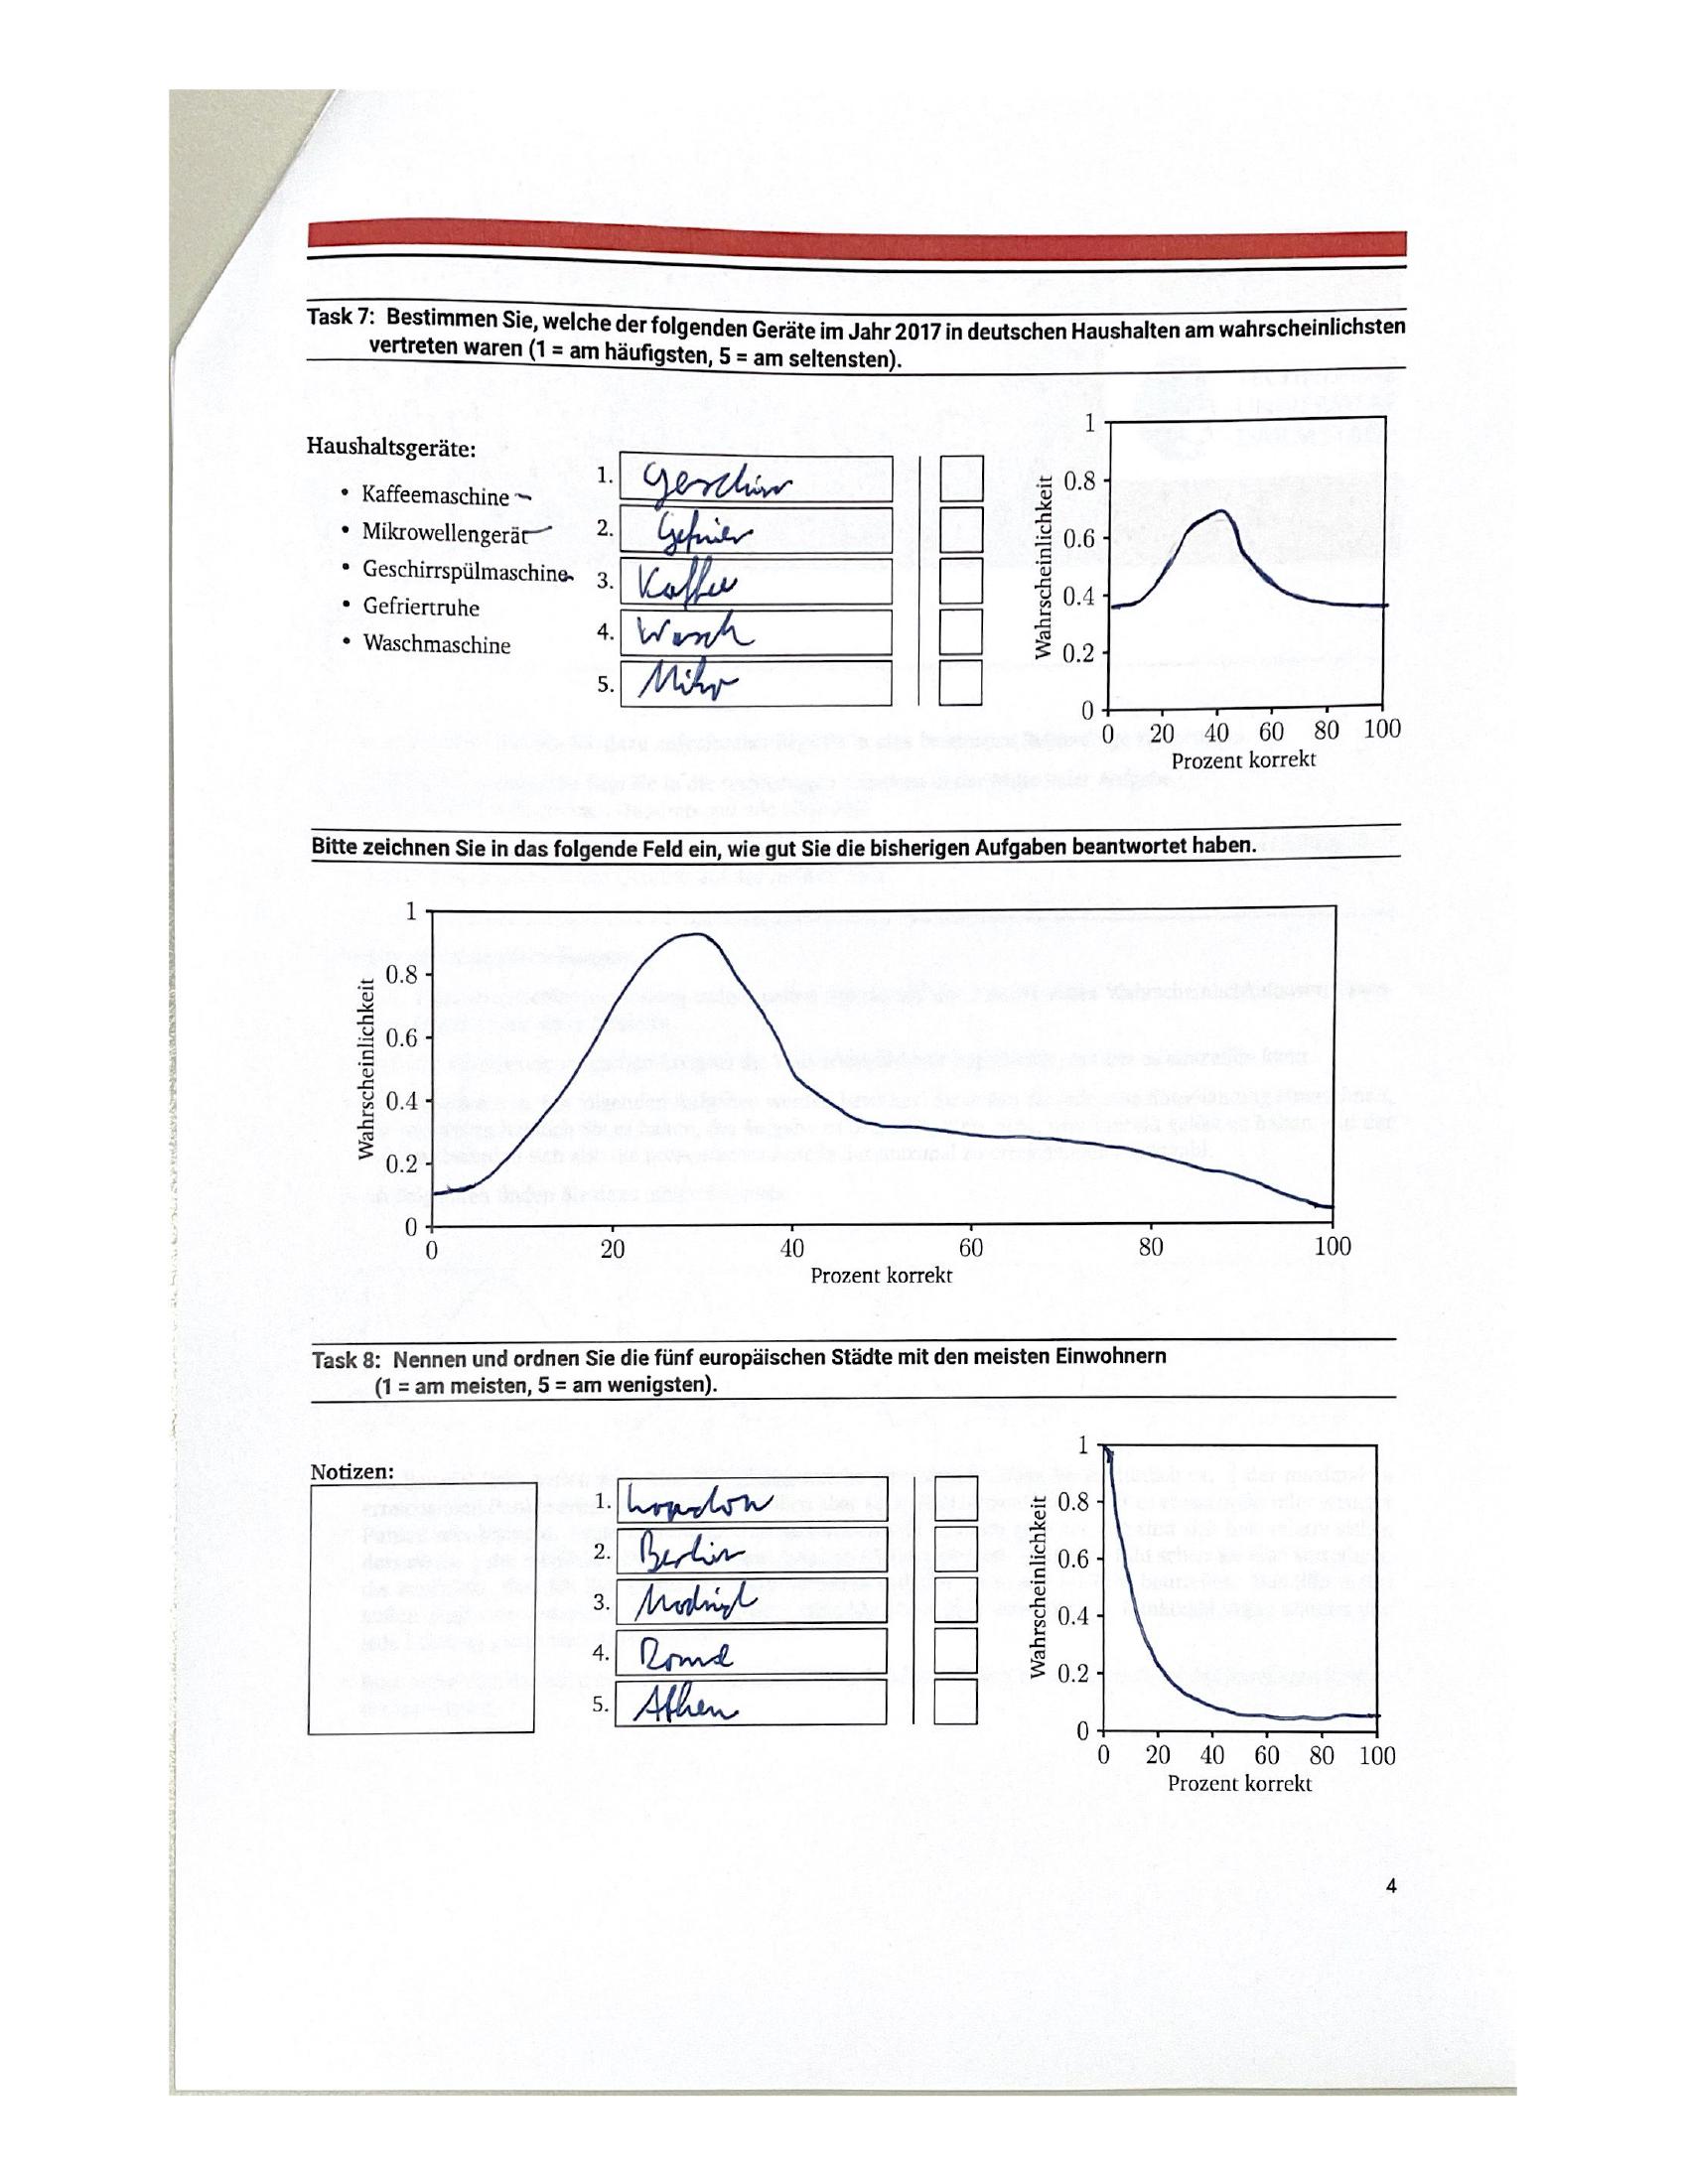 Task 7: Bestimmen Sie, welche der folgenden Geräte im Jahr 2017 in deutschen Haushalten am wahrscheinlichsten
vertreten waren (1 = am häufigsten, 5 = am seltensten).
Haushaltsgeräte:
• Kaffeemaschine
• Mikrowellengerät
• Geschirrspülmaschine
• Gefriertruhe
• Waschmaschine
1. Geschirr
2. Gefrier
3. Kaffee
4. Wasch
5. Mikro
Wahrscheinlichkeit
1
0.8
0.6
0.4
0.2
0
0 20 40 60 80 100
Prozent korrekt
Bitte zeichnen Sie in das folgende Feld ein, wie gut Sie die bisherigen Aufgaben beantwortet haben.
Wahrscheinlichkeit
1
0.8
0.6
0.4
0.2
0
0 20 40 60 80 100
Prozent korrekt
Task 8: Nennen und ordnen Sie die fünf europäischen Städte mit den meisten Einwohnern
(1 = am meisten, 5 = am wenigsten).
Notizen:
1.
2. Berlin
3. Madrid
4. Rome
5. Athen
Wahrscheinlichkeit
1
0.8
0.6
0.4
0.2
0
0 20 40 60 80 100
Prozent korrekt
4